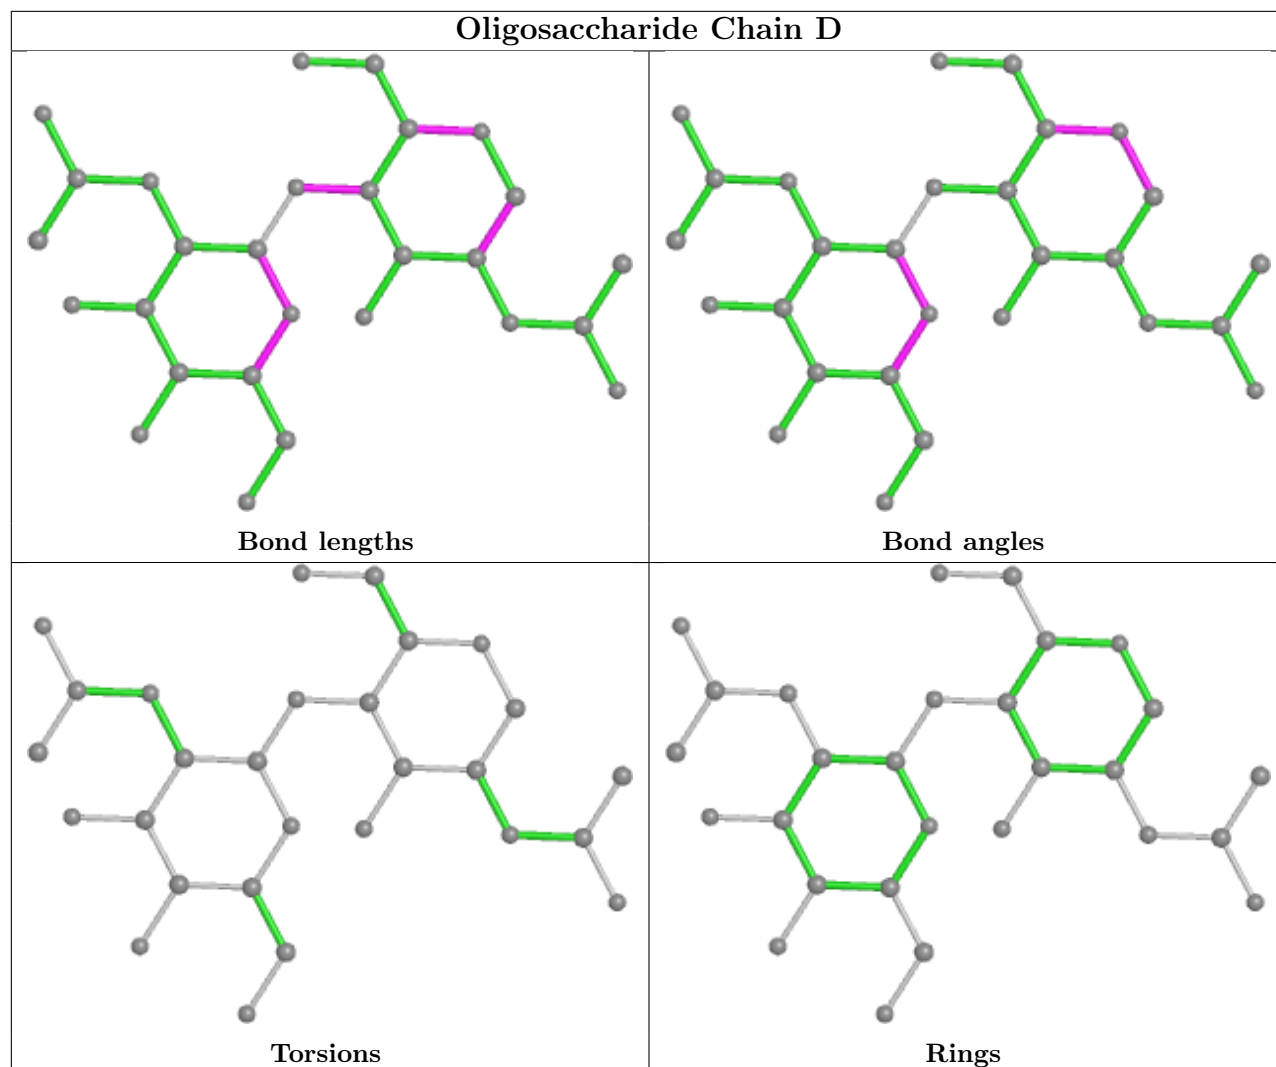 Oligosaccharide Chain D
Bond lengths
Bond angles
Torsions
Rings